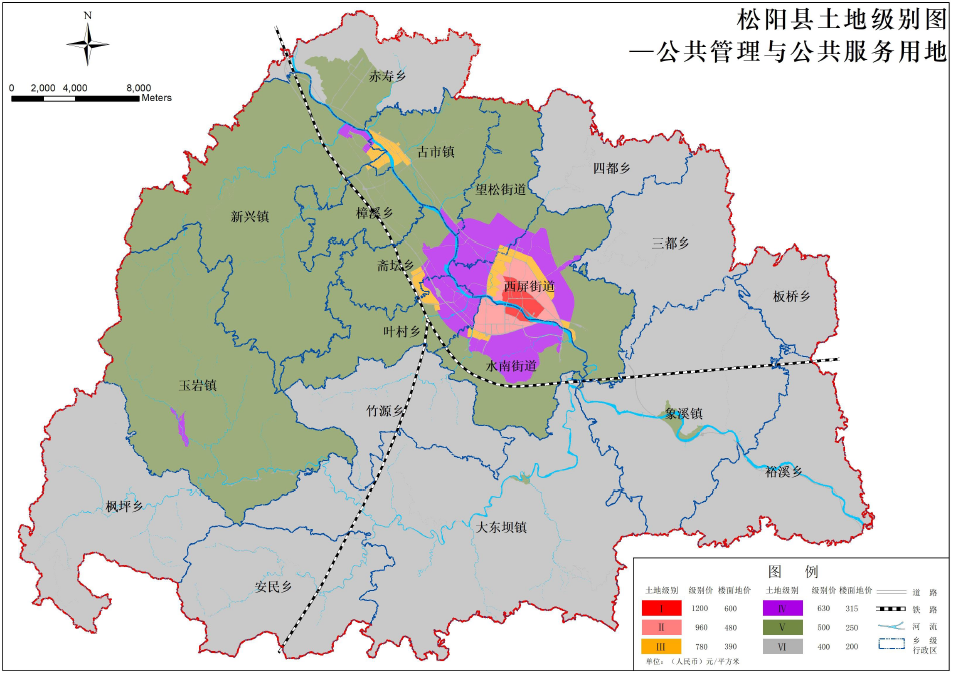 松阳县土地级别图
—公共管理与公共服务用地
N
0 2,000 4,000 8,000
Meters
赤寿乡
古市镇
四都乡
望松街道
新兴镇
樟溪乡
三都乡
斋坛乡
西屏街道
板桥乡
叶村乡
水南街道
玉岩镇
竹源乡
象溪镇
裕溪乡
枫坪乡
大东坝镇
安民乡
图 例
土地级别 级别价 楼面地价 土地级别 级别价 楼面地价
I 1200 600 IV 630 315 道 路
II 960 480 V 500 250 铁 路
III 780 390 VI 400 200 河 流
乡 级
行政区
单位：（人民币）元/平方米